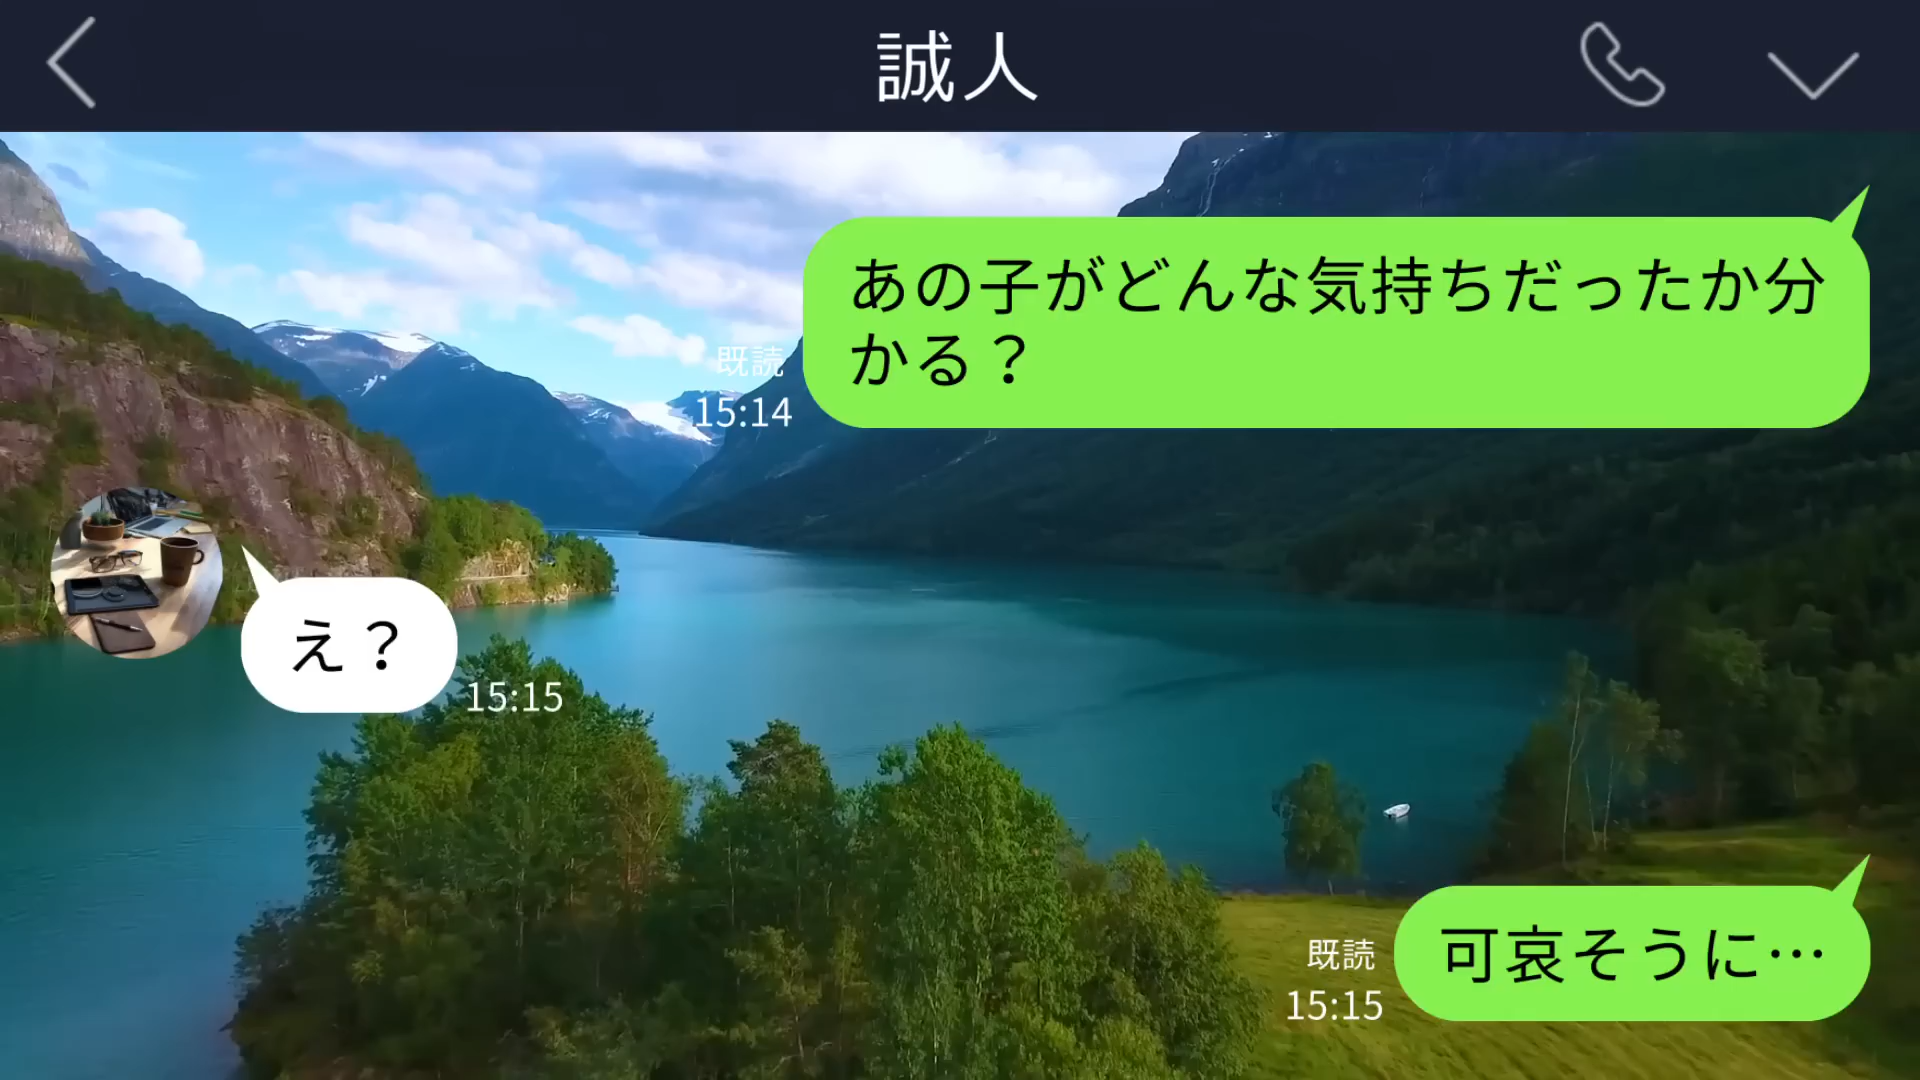 誠人
あの子がどんな気持ちだったか分
かる？
既読
15:14
え？
15:15
可哀そうに…
既読
15:15